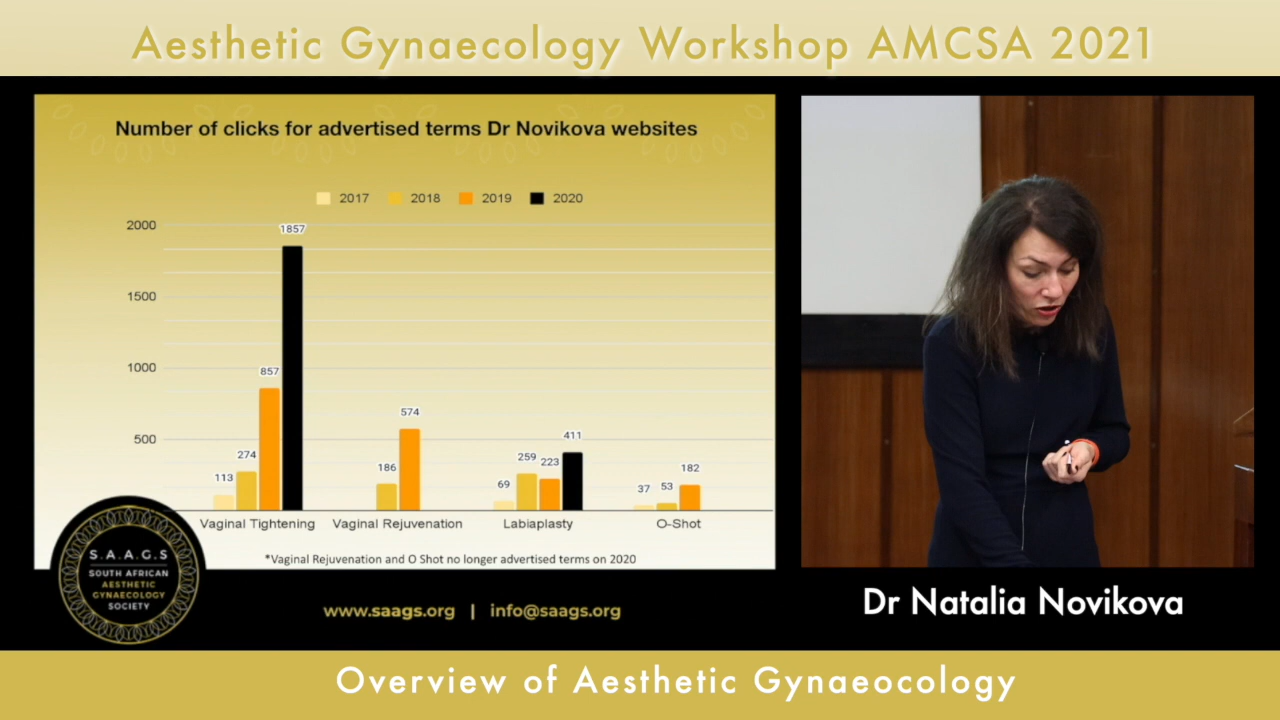 Aesthetic Gynaecology Workshop AMCSA 2021
Number of clicks for advertised terms Dr Novikova websites
2017 2018 2019 2020
2000
1500
1000
500
113 274 857 1857
186 574
69 259 223 411
37 53 182
Vaginal Tightening Vaginal Rejuvenation Labiaplasty O-Shot
*Vaginal Rejuvenation and O Shot no longer advertised terms on 2020
S.A.A.G.S
SOUTH AFRICAN
AESTHETIC
GYNAECOLOGY
SOCIETY
www.saags.org | info@saags.org
Dr Natalia Novikova
Overview of Aesthetic Gynaeocology